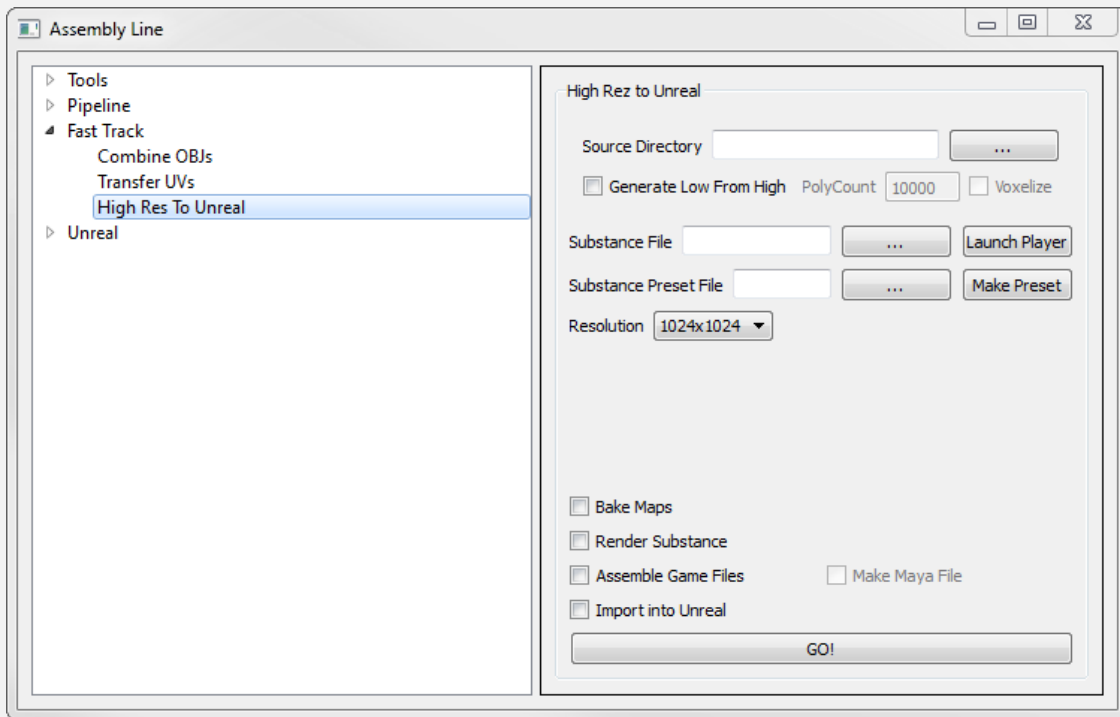 Assembly Line
Tools
Pipeline
Fast Track
Combine OBJs
Transfer UVs
High Res To Unreal
Unreal
High Rez to Unreal
Source Directory ...
Generate Low From High PolyCount 10000 Voxelize
Substance File ... Launch Player
Substance Preset File ... Make Preset
Resolution 1024x1024
Bake Maps
Render Substance
Assemble Game Files Make Maya File
Import into Unreal
GO!